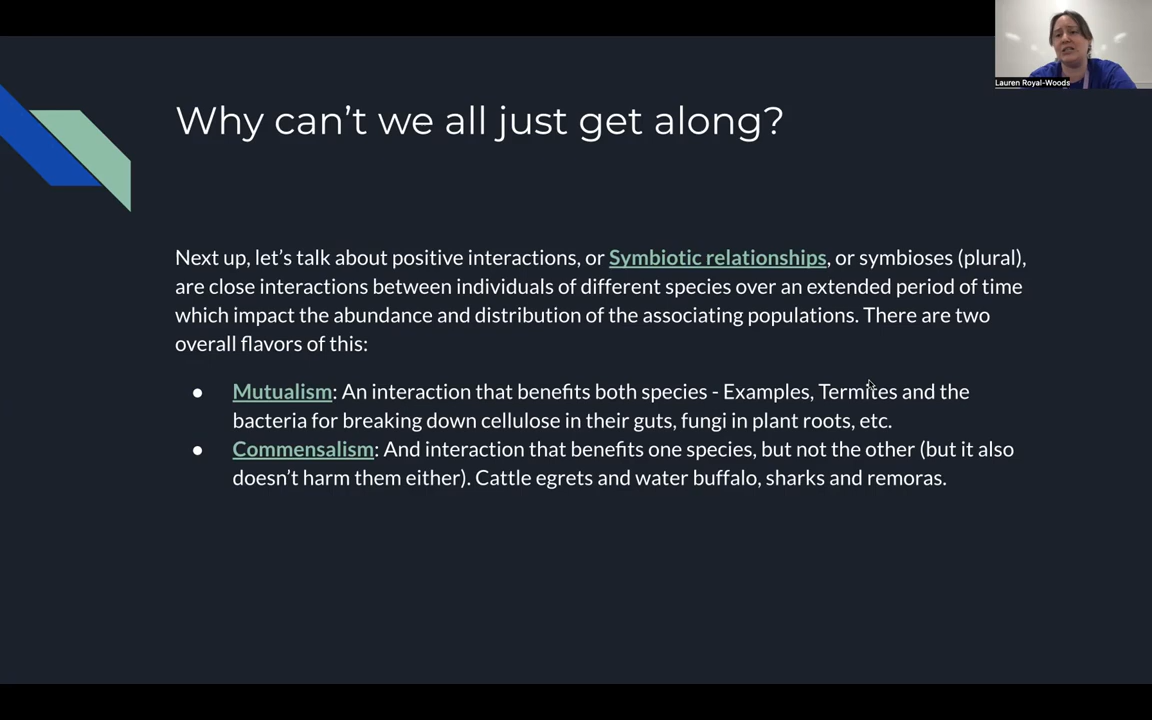 Lauren Royal-Woods
Why can't we all just get along?
Next up, let's talk about positive interactions, or Symbiotic relationships, or symbioses (plural),
are close interactions between individuals of different species over an extended period of time
which impact the abundance and distribution of the associating populations. There are two
overall flavors of this:
● Mutualism: An interaction that benefits both species - Examples, Termites and the
bacteria for breaking down cellulose in their guts, fungi in plant roots, etc.
● Commensalism: And interaction that benefits one species, but not the other (but it also
doesn't harm them either). Cattle egrets and water buffalo, sharks and remoras.